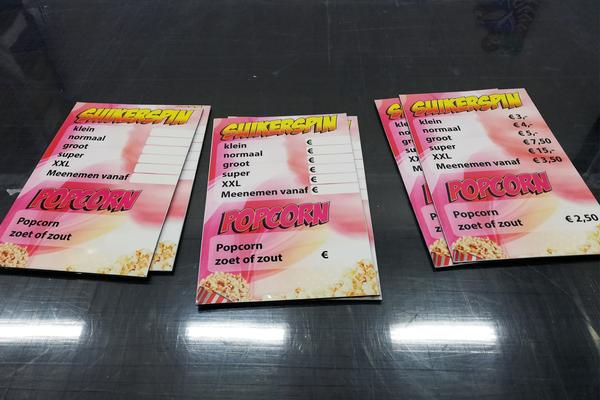 SUIKERSPIN
klein
normaal
groot
super
XXL
Meenemen vanaf
POPCORN
Popcorn
zoet of zout
SUIKERSPIN
klein €
normaal €
groot €
super €
XXL €
Meenemen vanaf €
POPCORN
Popcorn
zoet of zout €
SUIKERSPIN
klein € 3,-
normaal € 4,-
groot € 5,-
super € 7,50
XXL € 15,-
Meenemen vanaf € 3,50
POPCORN
Popcorn
zoet of zout € 2,50